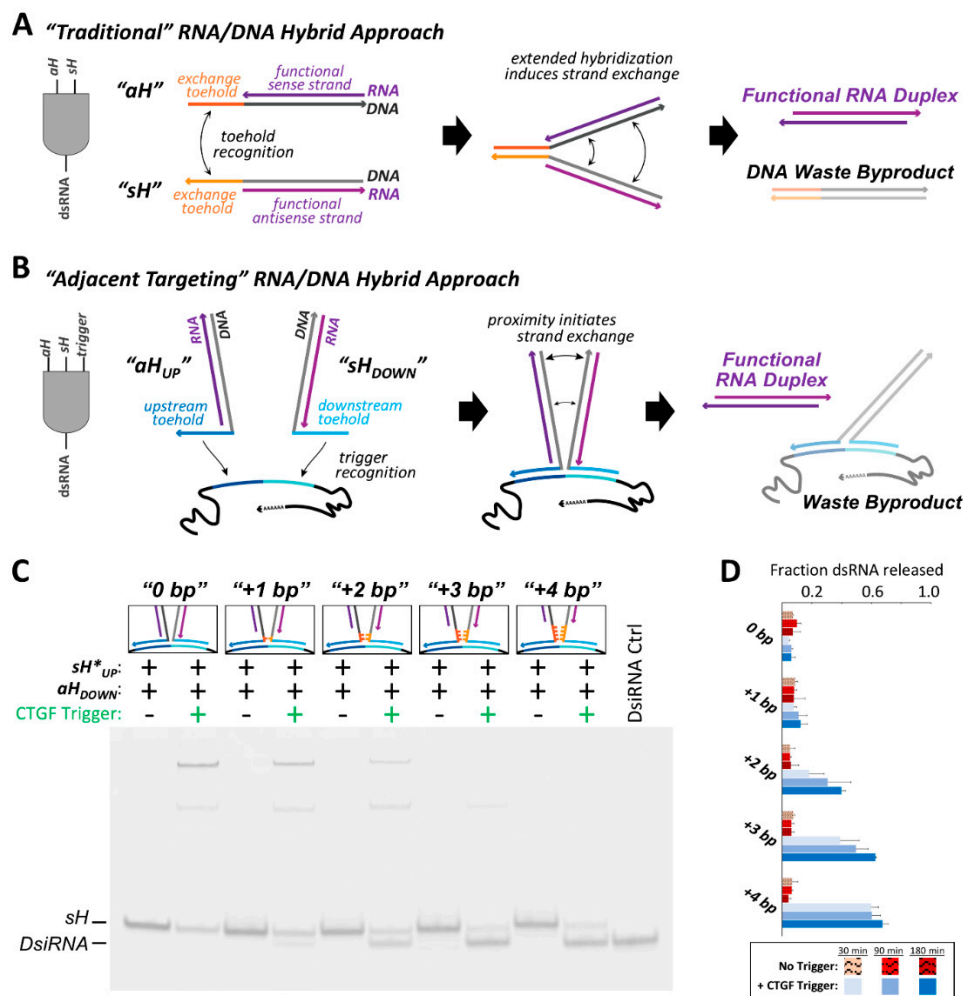 A "Traditional" RNA/DNA Hybrid Approach
aH
sH
dsRNA
"aH"
exchange
toehold
functional
sense strand
RNA
DNA
toehold
recognition
"sH"
exchange
toehold
functional
antisense strand
DNA
RNA
extended hybridization
induces strand exchange
Functional RNA Duplex
DNA Waste Byproduct
B "Adjacent Targeting" RNA/DNA Hybrid Approach
aH
sH
trigger
dsRNA
"aHUP"
RNA
DNA
DNA
RNA
"sHDOWN"
upstream
toehold
downstream
toehold
trigger
recognition
AAAAAA
proximity initiates
strand exchange
AAAAAA
Functional
RNA Duplex
AAAAAA
Waste Byproduct
C
"0 bp" "+1 bp" "+2 bp" "+3 bp" "+4 bp"
DsiRNA Ctrl
sH*UP: + + + + + + + + + +
aHDOWN: + + + + + + + + + +
CTGF Trigger: - + - + - + - + - +
sH
DsiRNA
D
Fraction dsRNA released
0.2 0.6 1.0
0 bp
+1 bp
+2 bp
+3 bp
+4 bp
30 min 90 min 180 min
No Trigger:
+ CTGF Trigger: